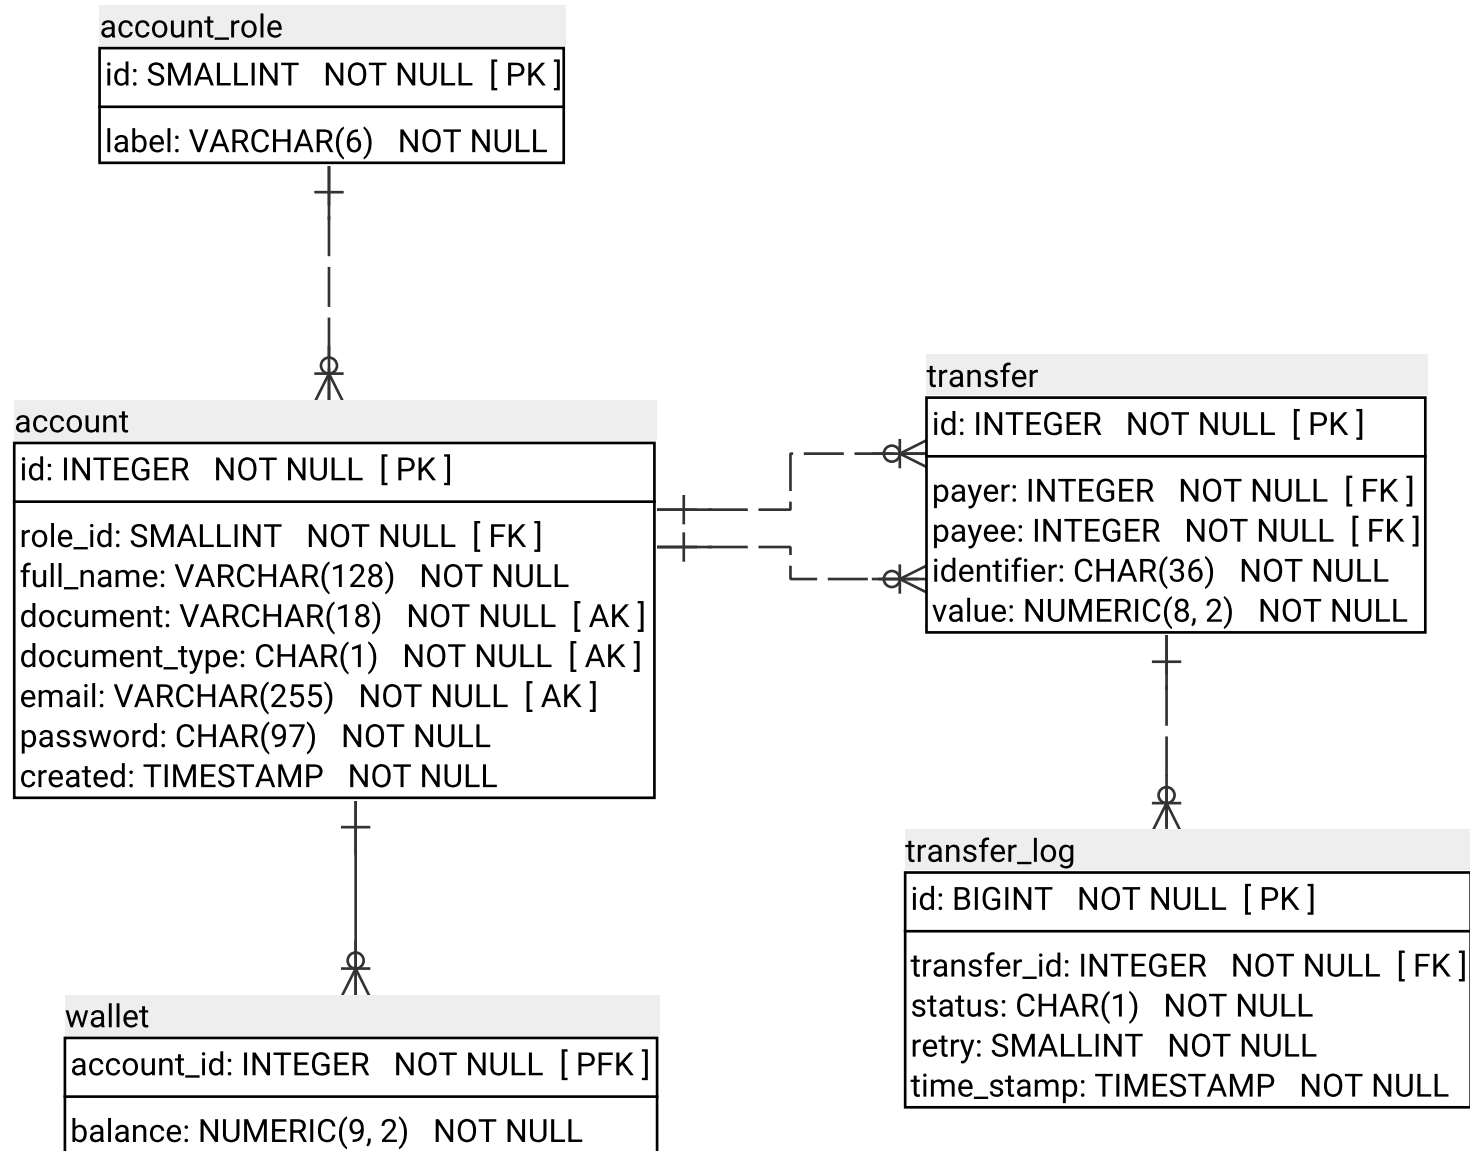 account_role
id: SMALLINT NOT NULL [ PK ]
label: VARCHAR(6) NOT NULL
account
id: INTEGER NOT NULL [ PK ]
role_id: SMALLINT NOT NULL [ FK ]
full_name: VARCHAR(128) NOT NULL
document: VARCHAR(18) NOT NULL [ AK ]
document_type: CHAR(1) NOT NULL [ AK ]
email: VARCHAR(255) NOT NULL [ AK ]
password: CHAR(97) NOT NULL
created: TIMESTAMP NOT NULL
transfer
id: INTEGER NOT NULL [ PK ]
payer: INTEGER NOT NULL [ FK ]
payee: INTEGER NOT NULL [ FK ]
identifier: CHAR(36) NOT NULL
value: NUMERIC(8, 2) NOT NULL
wallet
account_id: INTEGER NOT NULL [ PFK ]
balance: NUMERIC(9, 2) NOT NULL
transfer_log
id: BIGINT NOT NULL [ PK ]
transfer_id: INTEGER NOT NULL [ FK ]
status: CHAR(1) NOT NULL
retry: SMALLINT NOT NULL
time_stamp: TIMESTAMP NOT NULL